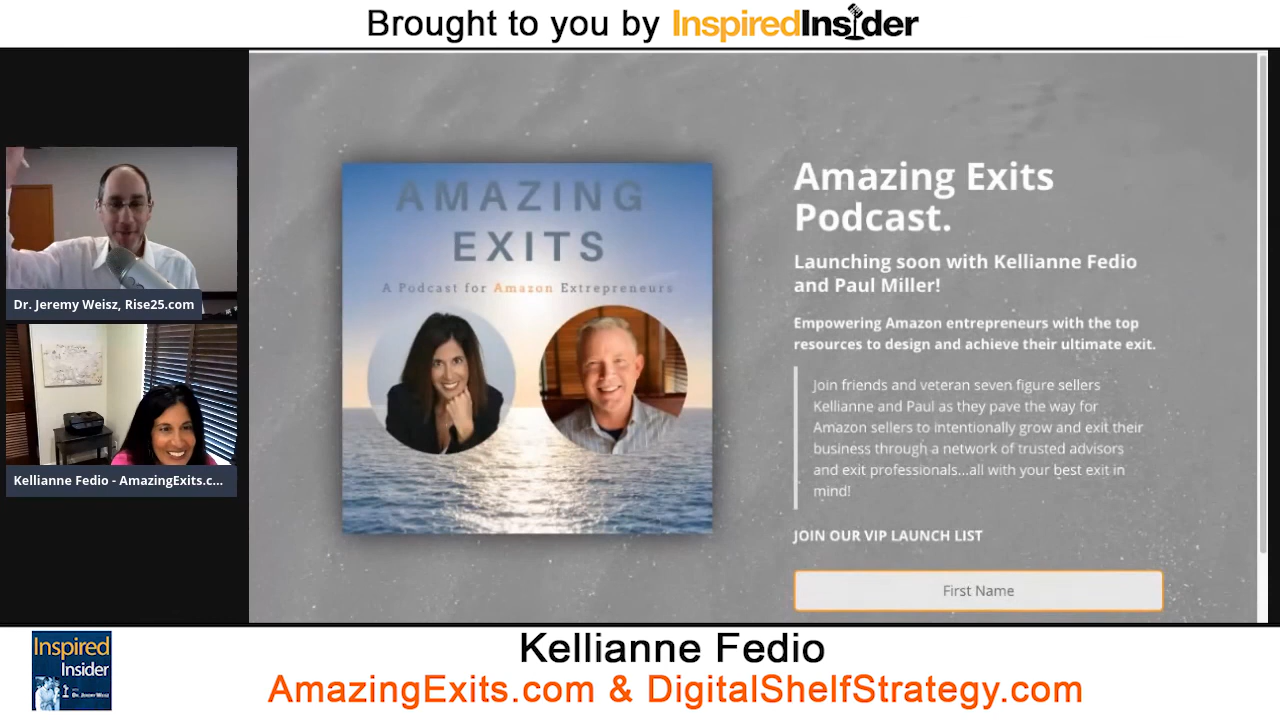 Brought to you by InspiredInsider
Dr. Jeremy Weisz, Rise25.com
Kellianne Fedio - AmazingExits.c...
AMAZING
EXITS
A Podcast for Amazon Entrepreneurs
Amazing Exits
Podcast.
Launching soon with Kellianne Fedio
and Paul Miller!
Empowering Amazon entrepreneurs with the top
resources to design and achieve their ultimate exit.
Join friends and veteran seven figure sellers
Kellianne and Paul as they pave the way for
Amazon sellers to intentionally grow and exit their
business through a network of trusted advisors
and exit professionals...all with your best exit in
mind!
JOIN OUR VIP LAUNCH LIST
First Name
Inspired
Insider
WITH DR. JEREMY WEISZ
Kellianne Fedio
AmazingExits.com & DigitalShelfStrategy.com